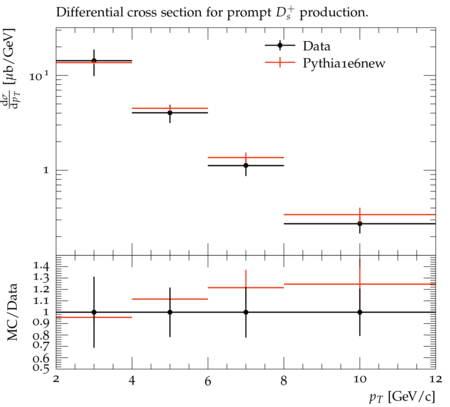 Differential cross section for prompt D_s^+ production.
dσ/dp_T [μb/GeV]
Data
Pythia1e6new
10^1
1
MC/Data
1.4
1.3
1.2
1.1
1
0.9
0.8
0.7
0.6
0.5
2 4 6 8 10 12
p_T [GeV/c]